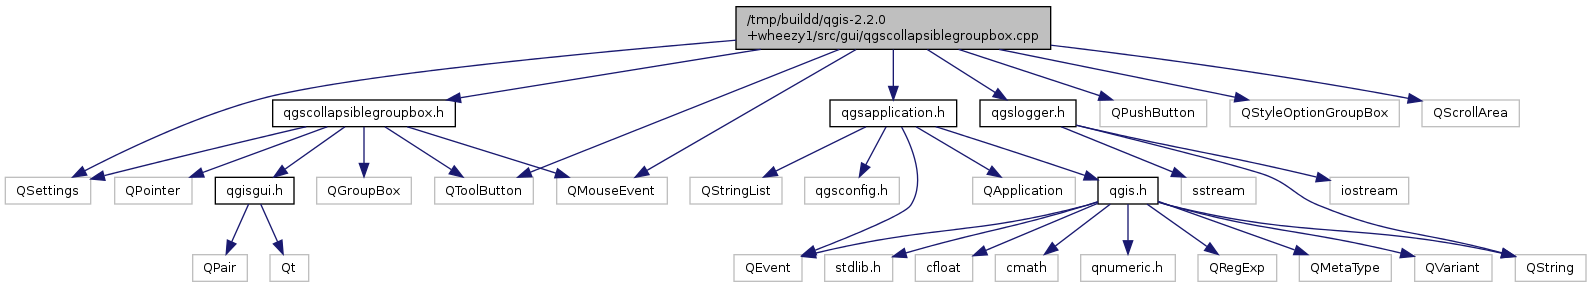 /tmp/buildd/qgis-2.2.0
+wheezy1/src/gui/qgscollapsiblegroupbox.cpp
qgscollapsiblegroupbox.h
qgsapplication.h
qgslogger.h
QPushButton
QStyleOptionGroupBox
QScrollArea
QSettings
QPointer
qgisgui.h
QGroupBox
QToolButton
QMouseEvent
QStringList
qgsconfig.h
QApplication
qgis.h
sstream
iostream
QPair
Qt
QEvent
stdlib.h
cfloat
cmath
qnumeric.h
QRegExp
QMetaType
QVariant
QString